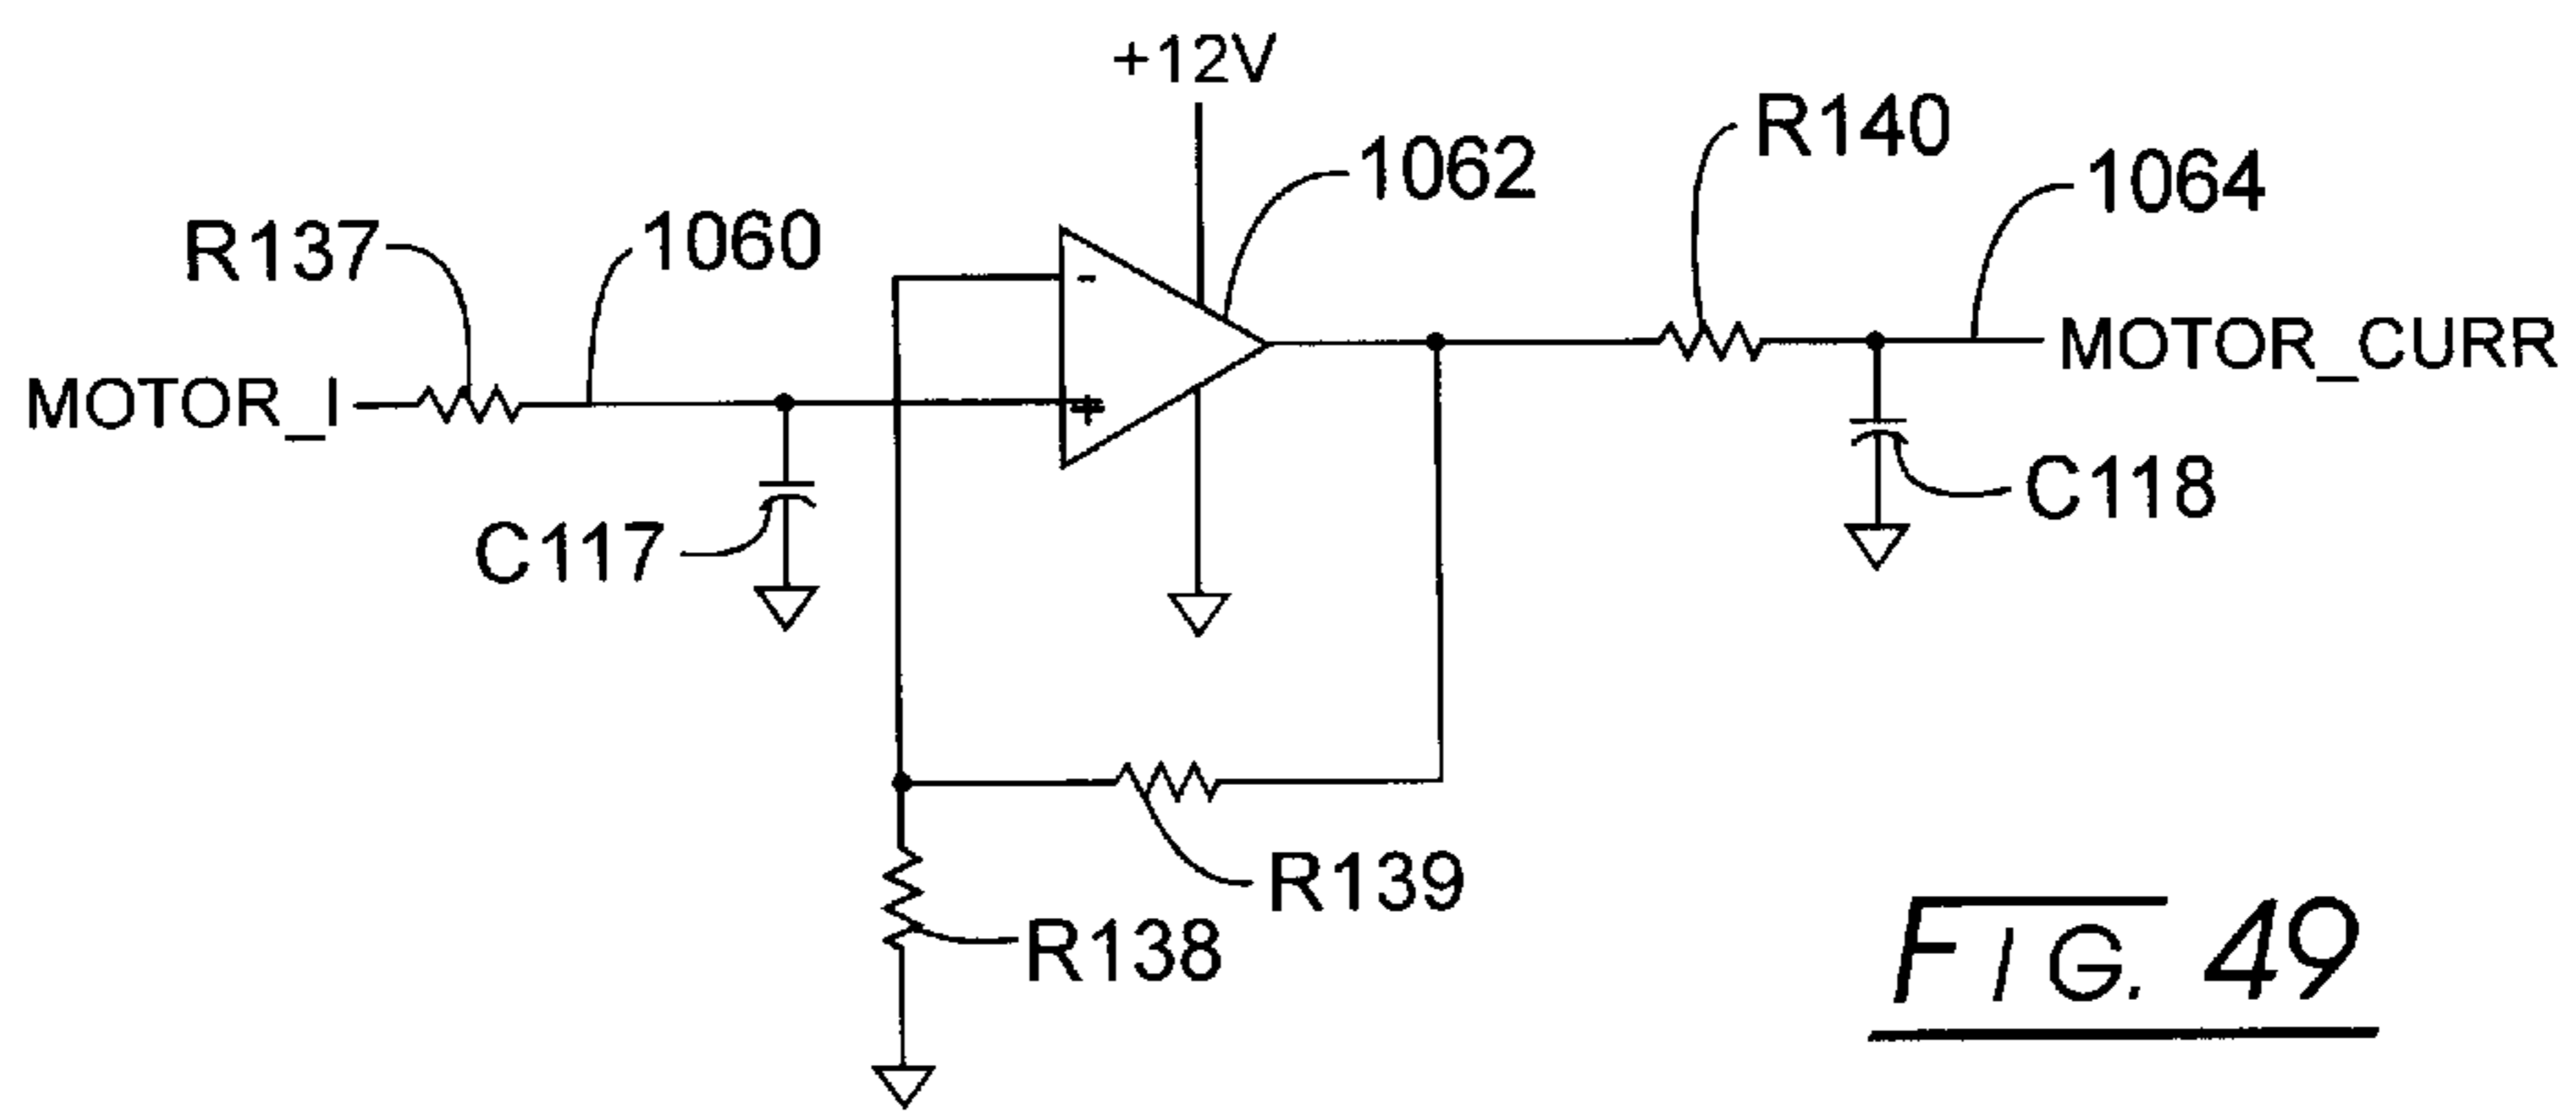 +12V
R140
1062
1064
R137
1060
-
MOTOR_I
+
MOTOR_CURR
C117
C118
R139
R138
FIG. 49